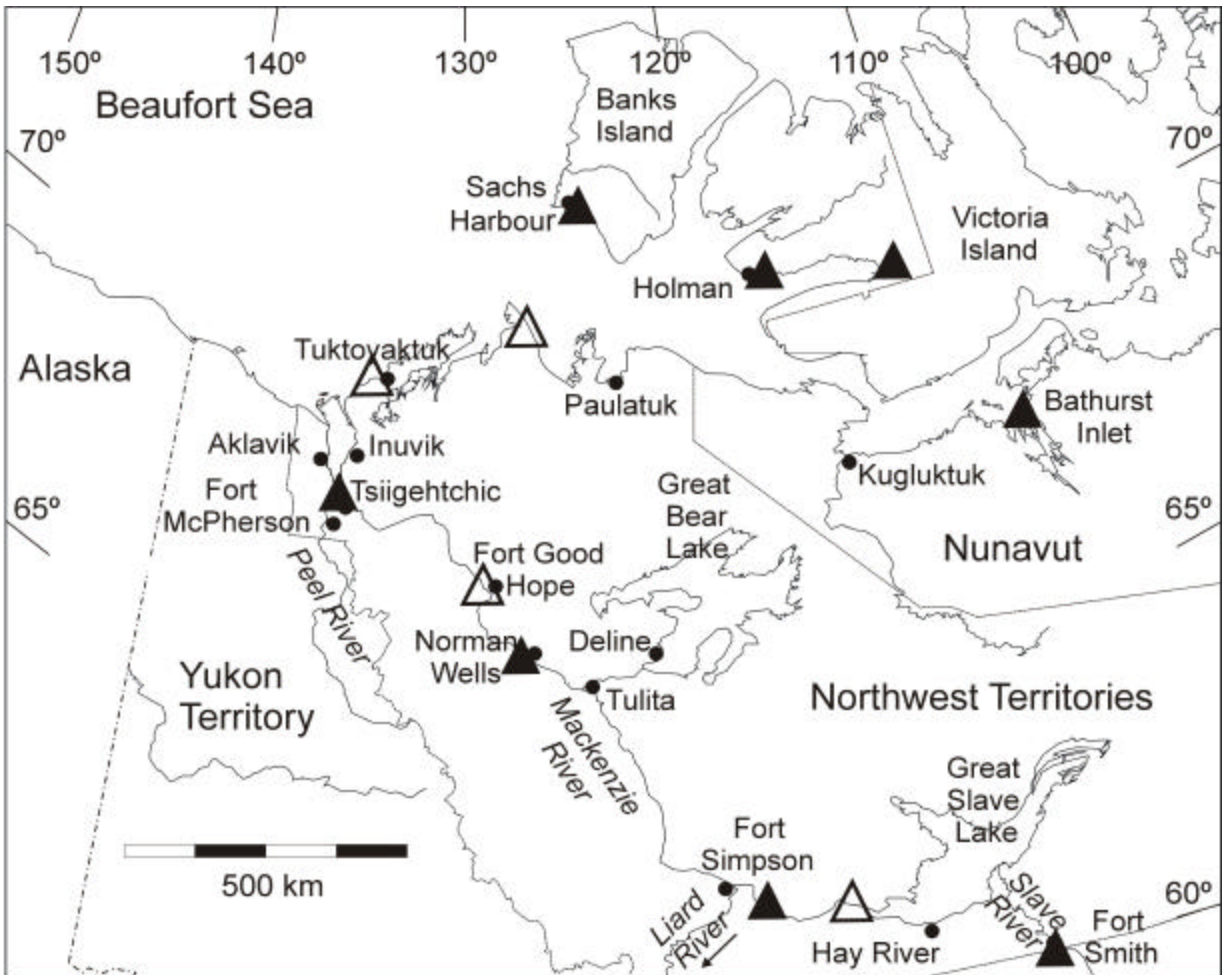 150º
140º
130º
120º
110º
100º
Beaufort Sea
Banks
Island
70º
70º
Sachs
Harbour
Victoria
Island
Holman
Alaska
Tuktoyaktuk
Paulatuk
Bathurst
Inlet
Aklavik
Inuvik
Kugluktuk
Fort
McPherson
Tsiigehtchic
Great
Bear
Lake
65º
65º
Nunavut
Fort Good
Hope
Peel River
Norman
Wells
Deline
Yukon
Territory
Tulita
Northwest Territories
Mackenzie
River
Great
Slave
Lake
Fort
Simpson
500 km
60º
Liard
River
Slave
River
Hay River
Fort
Smith